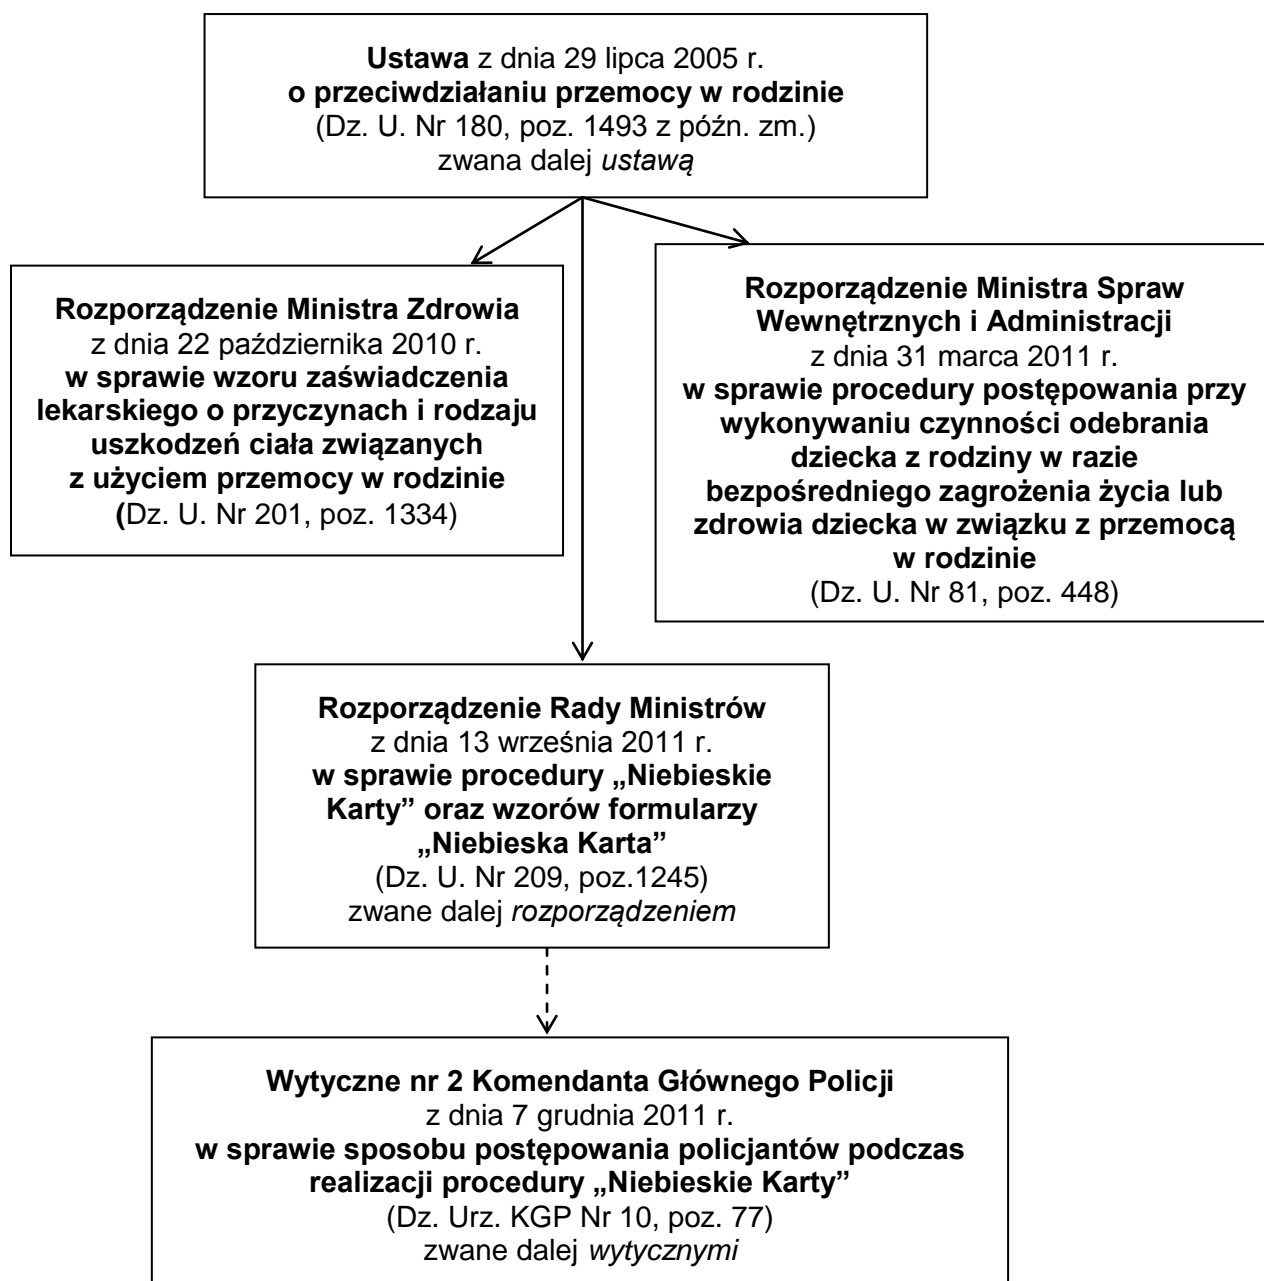 Ustawa z dnia 29 lipca 2005 r.
o przeciwdziałaniu przemocy w rodzinie
(Dz. U. Nr 180, poz. 1493 z późn. zm.)
zwana dalej ustawą
Rozporządzenie Ministra Zdrowia
z dnia 22 października 2010 r.
w sprawie wzoru zaświadczenia
lekarskiego o przyczynach i rodzaju
uszkodzeń ciała związanych
z użyciem przemocy w rodzinie
(Dz. U. Nr 201, poz. 1334)
Rozporządzenie Ministra Spraw
Wewnętrznych i Administracji
z dnia 31 marca 2011 r.
w sprawie procedury postępowania przy
wykonywaniu czynności odebrania
dziecka z rodziny w razie
bezpośredniego zagrożenia życia lub
zdrowia dziecka w związku z przemocą
w rodzinie
(Dz. U. Nr 81, poz. 448)
Rozporządzenie Rady Ministrów
z dnia 13 września 2011 r.
w sprawie procedury „Niebieskie
Karty” oraz wzorów formularzy
„Niebieska Karta”
(Dz. U. Nr 209, poz.1245)
zwane dalej rozporządzeniem
Wytyczne nr 2 Komendanta Głównego Policji
z dnia 7 grudnia 2011 r.
w sprawie sposobu postępowania policjantów podczas
realizacji procedury „Niebieskie Karty”
(Dz. Urz. KGP Nr 10, poz. 77)
zwane dalej wytycznymi